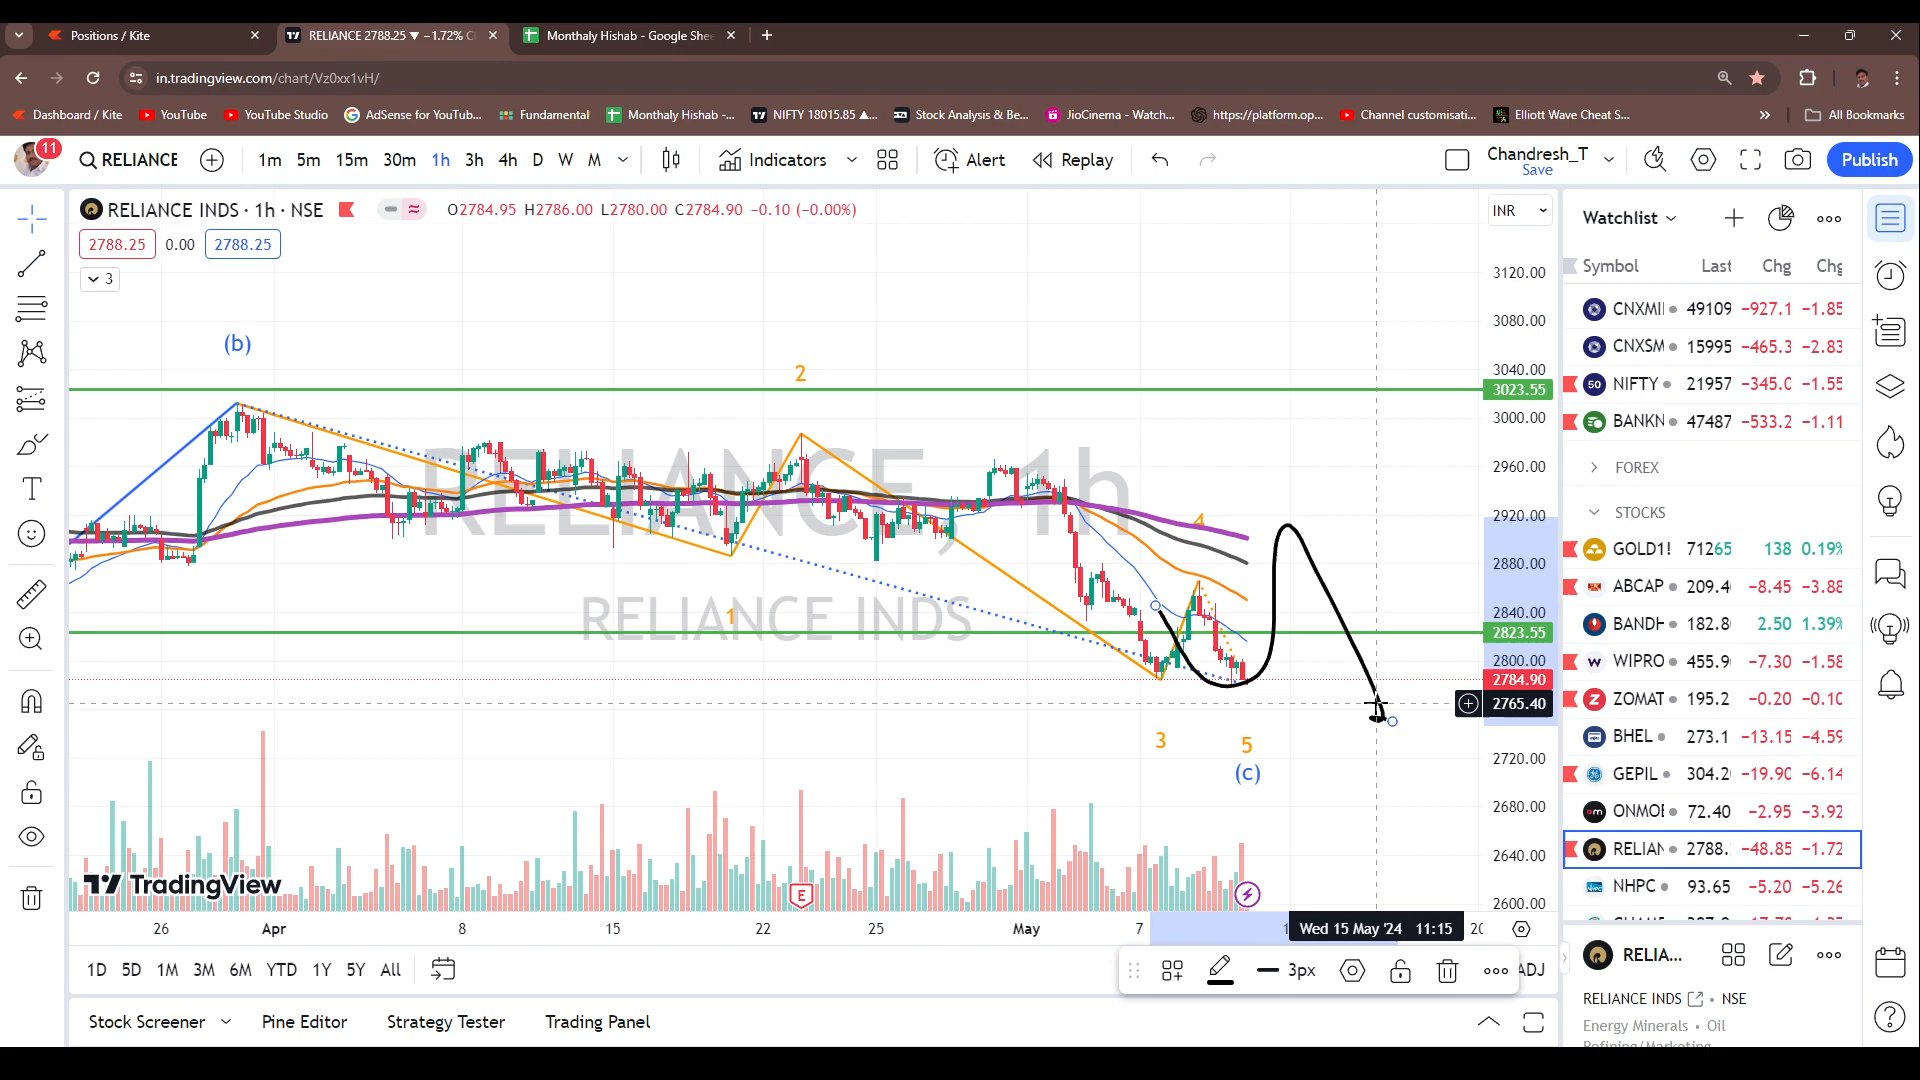 Positions / Kite
RELIANCE 2788.25 ▼ −1.72% C
Monthaly Hishab - Google She
in.tradingview.com/chart/Vz0xx1vH/
Dashboard / Kite YouTube YouTube Studio AdSense for YouTub... Fundamental Monthaly Hishab -... NIFTY 18015.85 ▲... Stock Analysis & Be... JioCinema - Watch... https://platform.op... Channel customisati... Elliott Wave Cheat S... » All Bookmarks
11
RELIANCE 1m 5m 15m 30m 1h 3h 4h D W M Indicators Alert Replay Chandresh_T Save Publish
RELIANCE INDS · 1h · NSE O2784.95 H2786.00 L2780.00 C2784.90 −0.10 (−0.00%) INR
2788.25 0.00 2788.25
3
(b)
2
4
1
3
5
(c)
RELIANCE, 1h
RELIANCE INDS
3120.00
3080.00
3040.00
3023.55
3000.00
2960.00
2920.00
2880.00
2840.00
2823.55
2800.00
2784.90
2765.40
2720.00
2680.00
2640.00
2600.00
TradingView
E
26 Apr 8 15 22 25 May 7 Wed 15 May '24 11:15
1D 5D 1M 3M 6M YTD 1Y 5Y All 3px ADJ
Stock Screener Pine Editor Strategy Tester Trading Panel
Watchlist
Symbol Last Chg Chg
CNXMI 49109 −927.1 −1.85
CNXSM 15995 −465.3 −2.83
50 NIFTY 21957 −345.0 −1.55
BANKN 47487 −533.2 −1.11
FOREX
STOCKS
GOLD1! 71265 138 0.19%
ABCAP 209.4 −8.45 −3.88
BANDH 182.8 2.50 1.39%
WIPRO 455.9 −7.30 −1.58
ZOMAT 195.2 −0.20 −0.10
BHEL 273.1 −13.15 −4.59
GEPIL 304.2 −19.90 −6.14
ONMOE 72.40 −2.95 −3.92
RELIAN 2788. −48.85 −1.72
NHPC 93.65 −5.20 −5.26
RELIA...
RELIANCE INDS • NSE
Energy Minerals • Oil
Refining/Marketing